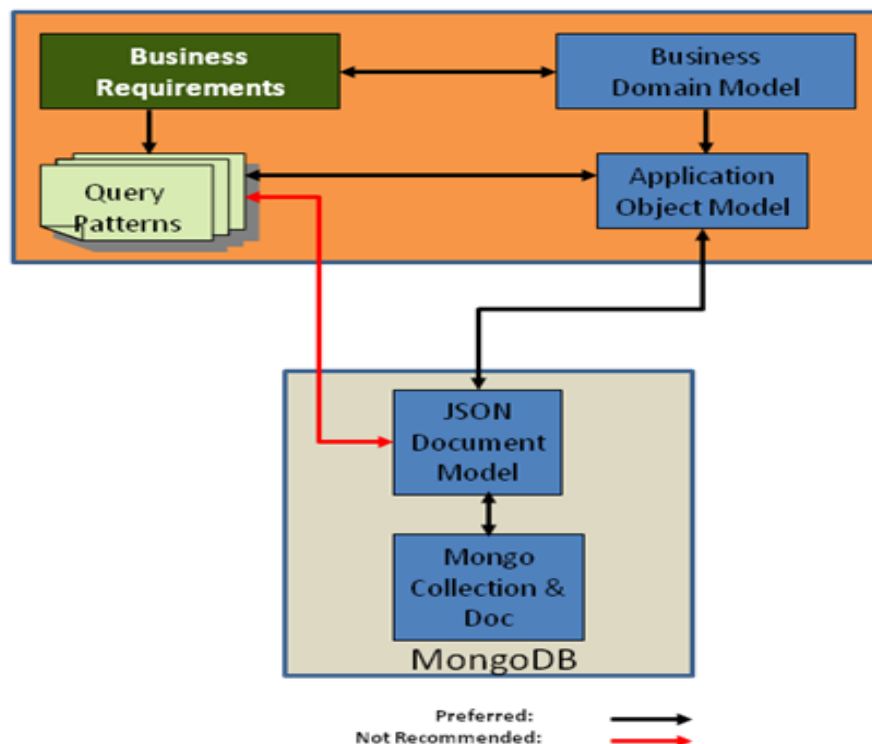 Business
Requirements
Business
Domain Model
Query
Patterns
Application
Object Model
JSON
Document
Model
Mongo
Collection &
Doc
MongoDB
Preferred:
Not Recommended: